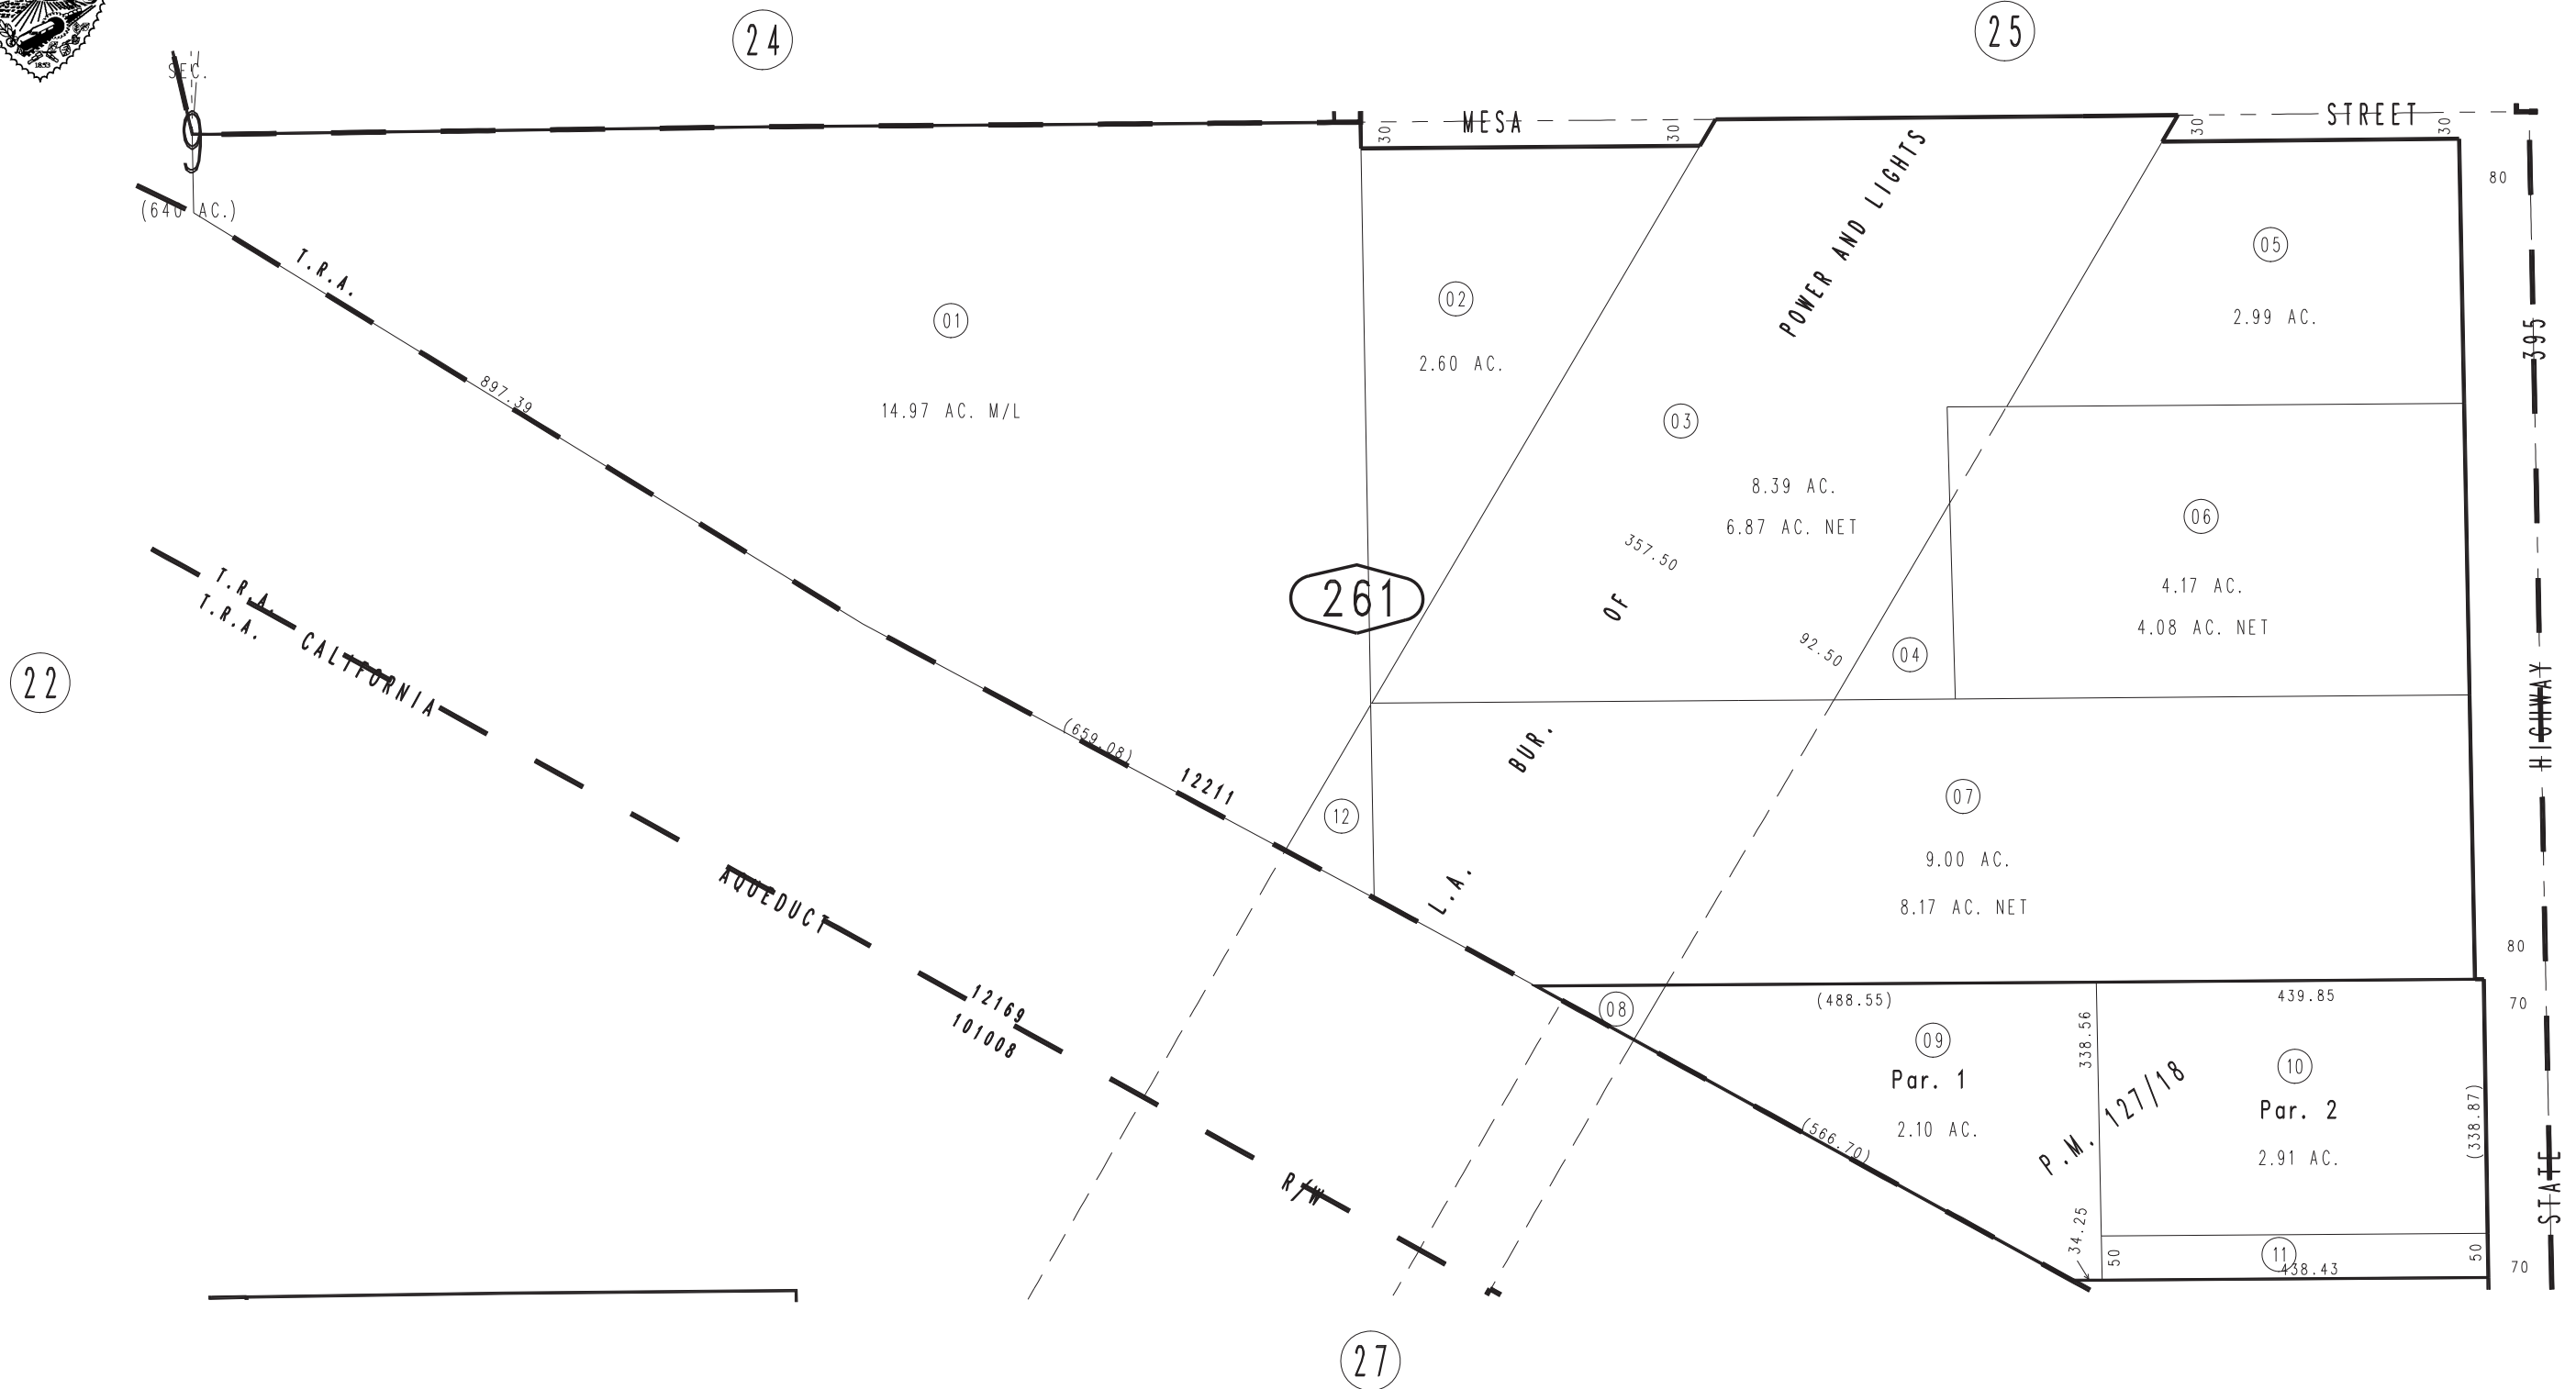 24
25
1853
SEC.
MESA
STREET
30
30
30
30
80
(640 AC.)
T.R.A.
POWER AND LIGHTS
05
2.99 AC.
01
02
2.60 AC.
395
897.39
14.97 AC. M/L
03
8.39 AC.
6.87 AC. NET
06
4.17 AC.
4.08 AC. NET
357.50
261
OF
T.R.A.
T.R.A.
CALIFORNIA
92.50
04
22
HIGHWAY
(659.08)
BUR.
12211
12
07
9.00 AC.
8.17 AC. NET
AQUEDUCT
L.A.
80
12169
101008
08
(488.55)
439.85
70
09
Par. 1
2.10 AC.
338.56
P.M. 127/18
10
Par. 2
2.91 AC.
(338.87)
(566.70)
R/W
STATE
34.25
50
11
438.43
50
70
27